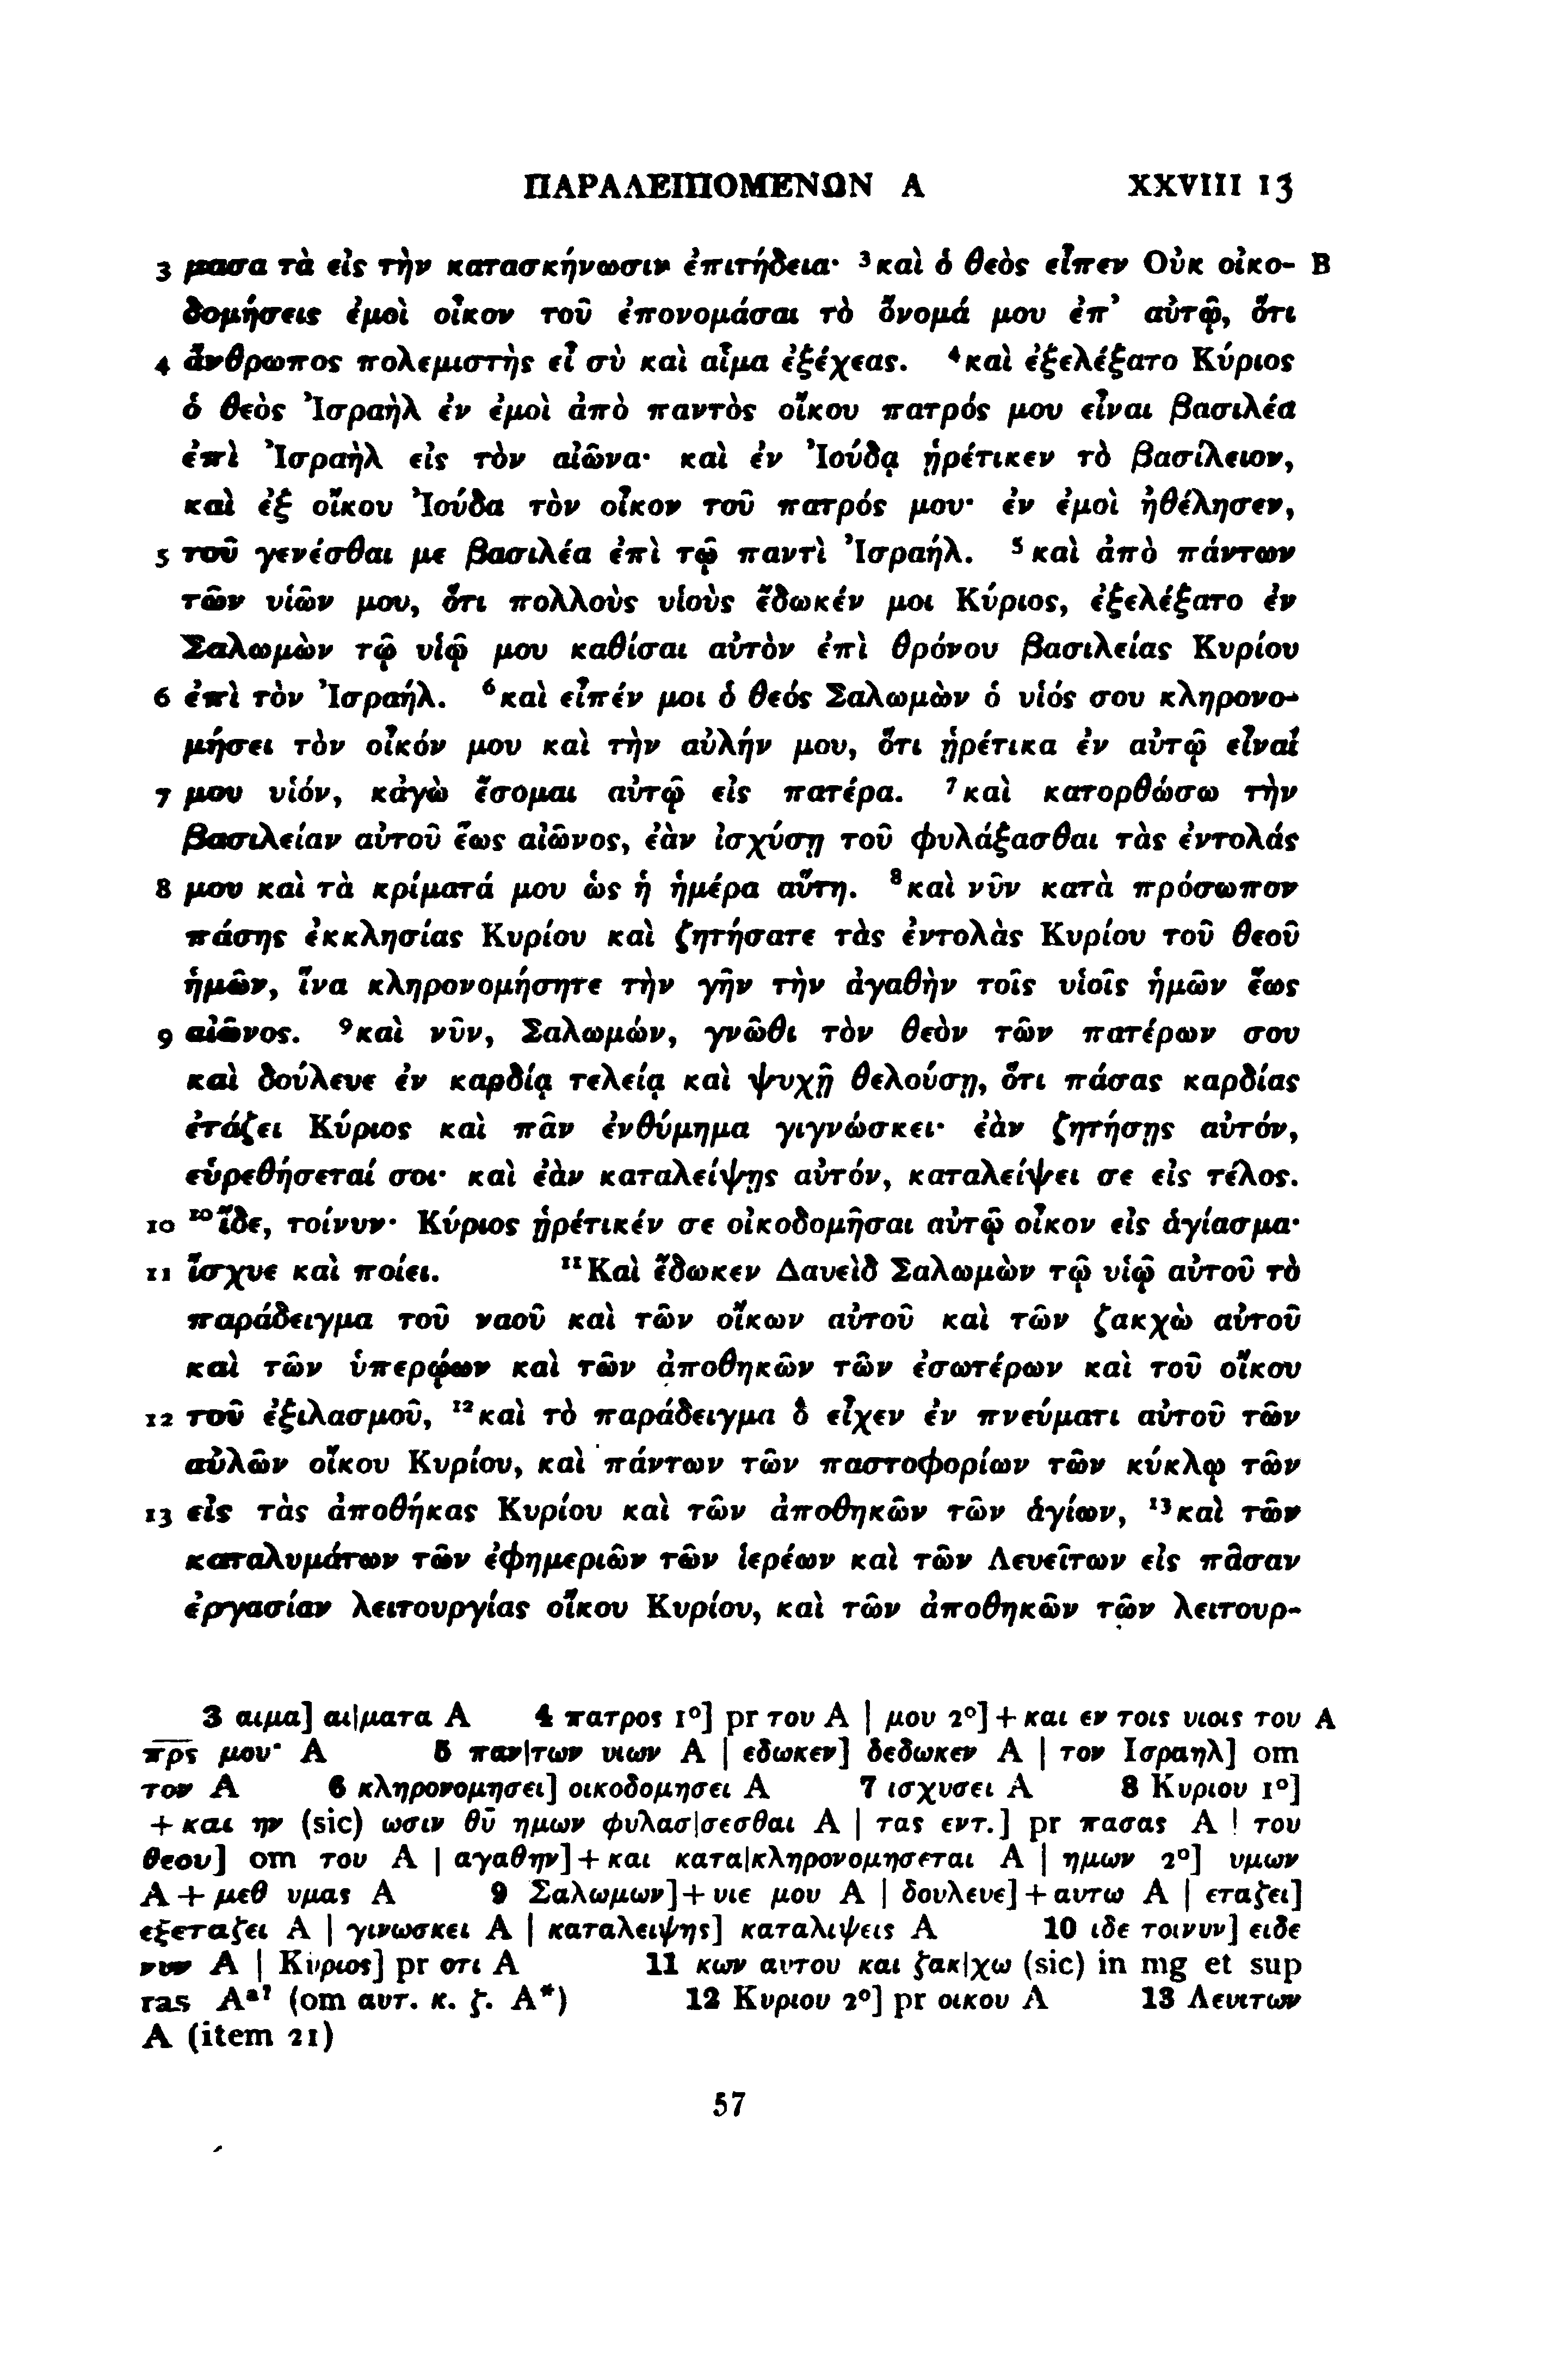 ΠΑΡΑΛΕΙΠΟΜΕΝΩΝ Α XXVIII 13
3 μασα τὰ εἰς τὴν κατασκήνωσιν ἐπιτήδεια· ³καὶ ὁ θεὸς εἶπεν Οὐκ οἰκο- B
δομήσεις ἐμοὶ οἶκον τοῦ ἐπονομάσαι τὸ ὄνομά μου ἐπ’ αὐτῷ, ὅτι
4 ἄνθρωπος πολεμιστὴς εἶ σὺ καὶ αἷμα ἐξέχεας. ⁴καὶ ἐξελέξατο Κύριος
ὁ θεὸς Ἰσραὴλ ἐν ἐμοὶ ἀπὸ παντὸς οἴκου πατρός μου εἶναι βασιλέα
ἐπὶ Ἰσραὴλ εἰς τὸν αἰῶνα· καὶ ἐν Ἰούδᾳ ᾑρέτικεν τὸ βασίλειον,
καὶ ἐξ οἴκου Ἰούδα τὸν οἶκον τοῦ πατρός μου· ἐν ἐμοὶ ἠθέλησεν,
5 τοῦ γενέσθαι με βασιλέα ἐπὶ τῷ παντὶ Ἰσραήλ. ⁵καὶ ἀπὸ πάντων
τῶν υἱῶν μου, ὅτι πολλοὺς υἱοὺς ἔδωκέν μοι Κύριος, ἐξελέξατο ἐν
Σαλωμὼν τῷ υἱῷ μου καθίσαι αὐτὸν ἐπὶ θρόνου βασιλείας Κυρίου
6 ἐπὶ τὸν Ἰσραήλ. ⁶καὶ εἶπέν μοι ὁ θεός Σαλωμὼν ὁ υἱός σου κληρονο-
μήσει τὸν οἶκόν μου καὶ τὴν αὐλήν μου, ὅτι ᾑρέτικα ἐν αὐτῷ εἶναί
7 μου υἱόν, κἀγὼ ἔσομαι αὐτῷ εἰς πατέρα. ⁷καὶ κατορθώσω τὴν
βασιλείαν αὐτοῦ ἕως αἰῶνος, ἐὰν ἰσχύσῃ τοῦ φυλάξασθαι τὰς ἐντολάς
8 μου καὶ τὰ κρίματά μου ὡς ἡ ἡμέρα αὕτη. ⁸καὶ νῦν κατὰ πρόσωπον
πάσης ἐκκλησίας Κυρίου καὶ ζητήσατε τὰς ἐντολὰς Κυρίου τοῦ θεοῦ
ἡμῶν, ἵνα κληρονομήσητε τὴν γῆν τὴν ἀγαθὴν τοῖς υἱοῖς ἡμῶν ἕως
9 αἰῶνος. ⁹καὶ νῦν, Σαλωμών, γνῶθι τὸν θεὸν τῶν πατέρων σου
καὶ δούλευε ἐν καρδίᾳ τελείᾳ καὶ ψυχῇ θελούσῃ, ὅτι πάσας καρδίας
ἐτάζει Κύριος καὶ πᾶν ἐνθύμημα γιγνώσκει· ἐὰν ζητήσῃς αὐτόν,
εὑρεθήσεταί σοι· καὶ ἐὰν καταλείψῃς αὐτόν, καταλείψει σε εἰς τέλος.
10 ¹⁰ἴδε, τοίνυν· Κύριος ᾑρέτικέν σε οἰκοδομῆσαι αὐτῷ οἶκον εἰς ἁγίασμα·
11 ἴσχυε καὶ ποίει. ¹¹Καὶ ἔδωκεν Δαυεὶδ Σαλωμὼν τῷ υἱῷ αὐτοῦ τὸ
παράδειγμα τοῦ ναοῦ καὶ τῶν οἴκων αὐτοῦ καὶ τῶν ζακχὼ αὐτοῦ
καὶ τῶν ὑπερῴων καὶ τῶν ἀποθηκῶν τῶν ἐσωτέρων καὶ τοῦ οἴκου
12 τοῦ ἐξιλασμοῦ, ¹²καὶ τὸ παράδειγμα ὃ εἶχεν ἐν πνεύματι αὐτοῦ τῶν
αὐλῶν οἴκου Κυρίου, καὶ πάντων τῶν παστοφορίων τῶν κύκλῳ τῶν
13 εἰς τὰς ἀποθήκας Κυρίου καὶ τῶν ἀποθηκῶν τῶν ἁγίων, ¹³καὶ τῶν
καταλυμάτων τῶν ἐφημεριῶν τῶν ἱερέων καὶ τῶν Λευειτῶν εἰς πᾶσαν
ἐργασίαν λειτουργίας οἴκου Κυρίου, καὶ τῶν ἀποθηκῶν τῶν λειτουρ-
3 αιμα] αι|ματα A 4 πατρος 1°] pr του A | μου 2°] + και εν τοις υιοις του A
π̅ρ̅ς̅ μου· A 5 παν|των υιων A | εδωκεν] δεδωκεν A | τον Ισραηλ] om
τον A 6 κληρονομησει] οικοδομησει A 7 ισχυσει A 8 Κυριου 1°]
+ και ην (sic) ωσιν θ̅υ̅ ημων φυλασ|σεσθαι A | τας εντ.] pr πασας A | του
θεου] om του A | αγαθην] + και κατα|κληρονομησεται A | ημων 2°] υμων
A + μεθ υμας A 9 Σαλωμων] + υιε μου A | δουλευε] + αυτω A | εταζει]
εξεταζει A | γινωσκει A | καταλειψης] καταλιψεις A 10 ιδε τοινυν] ειδε
νυν A | Κυριος] pr οτι A 11 κων αυτου και ζακ|χω (sic) in mg et sup
ras Aᵃ? (om αυτ. κ. ζ. A*) 12 Κυριου 2°] pr οικου A 13 Λευιτων
A (item 21)
57